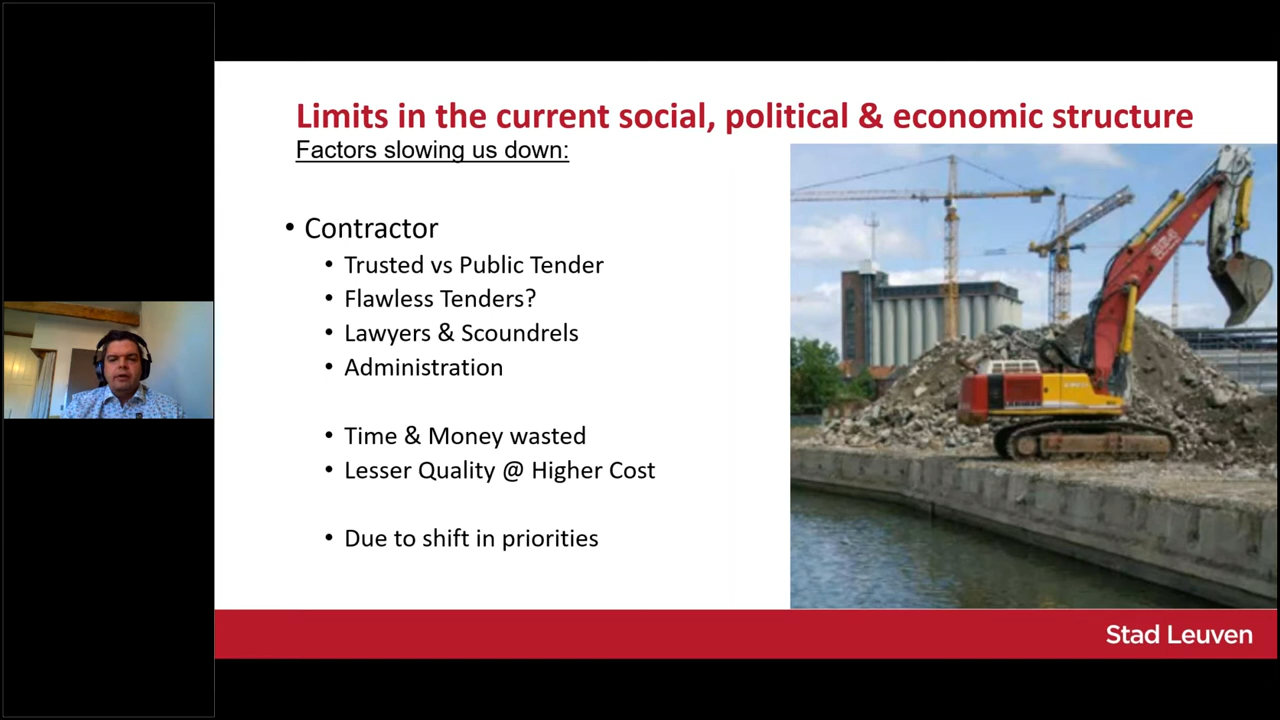 Limits in the current social, political & economic structure
Factors slowing us down:
• Contractor
• Trusted vs Public Tender
• Flawless Tenders?
• Lawyers & Scoundrels
• Administration
• Time & Money wasted
• Lesser Quality @ Higher Cost
• Due to shift in priorities
Stad Leuven